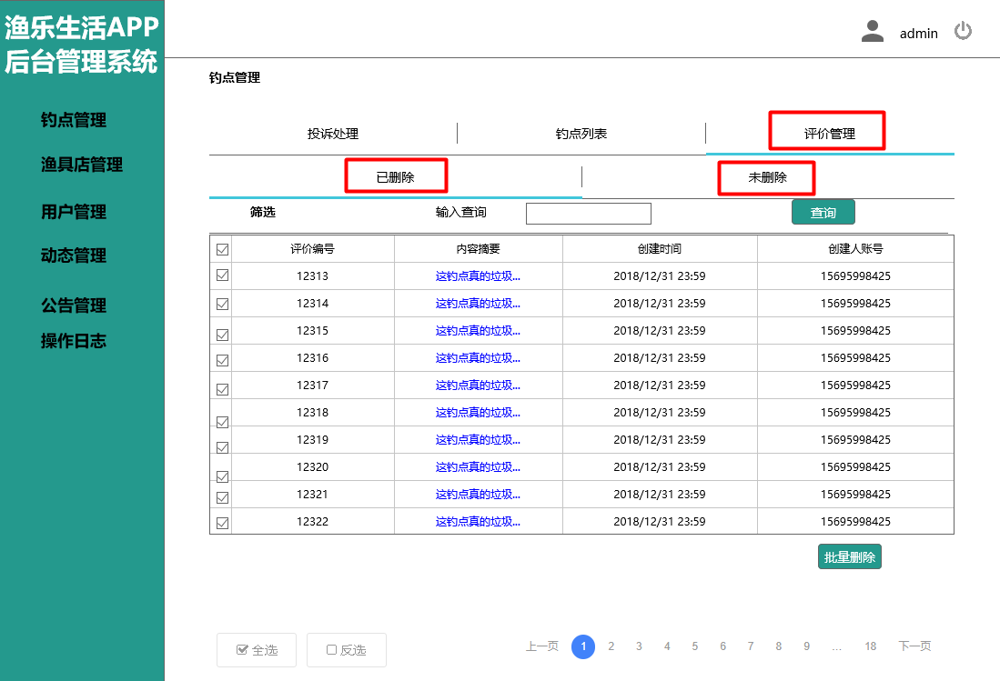 渔乐生活APP
后台管理系统
admin
钓点管理
渔具店管理
用户管理
动态管理
公告管理
操作日志
钓点管理
投诉处理 钓点列表 评价管理
已删除 未删除
筛选 输入查询 查询
评价编号 内容摘要 创建时间 创建人账号
12313 这钓点真的垃圾... 2018/12/31 23:59 15695998425
12314 这钓点真的垃圾... 2018/12/31 23:59 15695998425
12315 这钓点真的垃圾... 2018/12/31 23:59 15695998425
12316 这钓点真的垃圾... 2018/12/31 23:59 15695998425
12317 这钓点真的垃圾... 2018/12/31 23:59 15695998425
12318 这钓点真的垃圾... 2018/12/31 23:59 15695998425
12319 这钓点真的垃圾... 2018/12/31 23:59 15695998425
12320 这钓点真的垃圾... 2018/12/31 23:59 15695998425
12321 这钓点真的垃圾... 2018/12/31 23:59 15695998425
12322 这钓点真的垃圾... 2018/12/31 23:59 15695998425
批量删除
全选 反选 上一页 1 2 3 4 5 6 7 8 9 ... 18 下一页